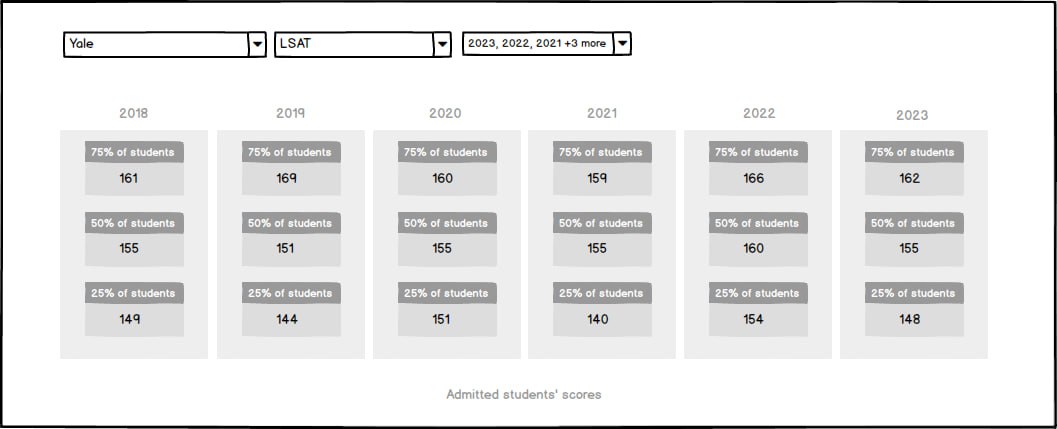 Yale LSAT 2023, 2022, 2021 +3 more
2018 2019 2020 2021 2022 2023
75% of students 75% of students 75% of students 75% of students 75% of students 75% of students
161 169 160 159 166 162
50% of students 50% of students 50% of students 50% of students 50% of students 50% of students
155 151 155 155 160 155
25% of students 25% of students 25% of students 25% of students 25% of students 25% of students
149 144 151 140 154 148
Admitted students' scores